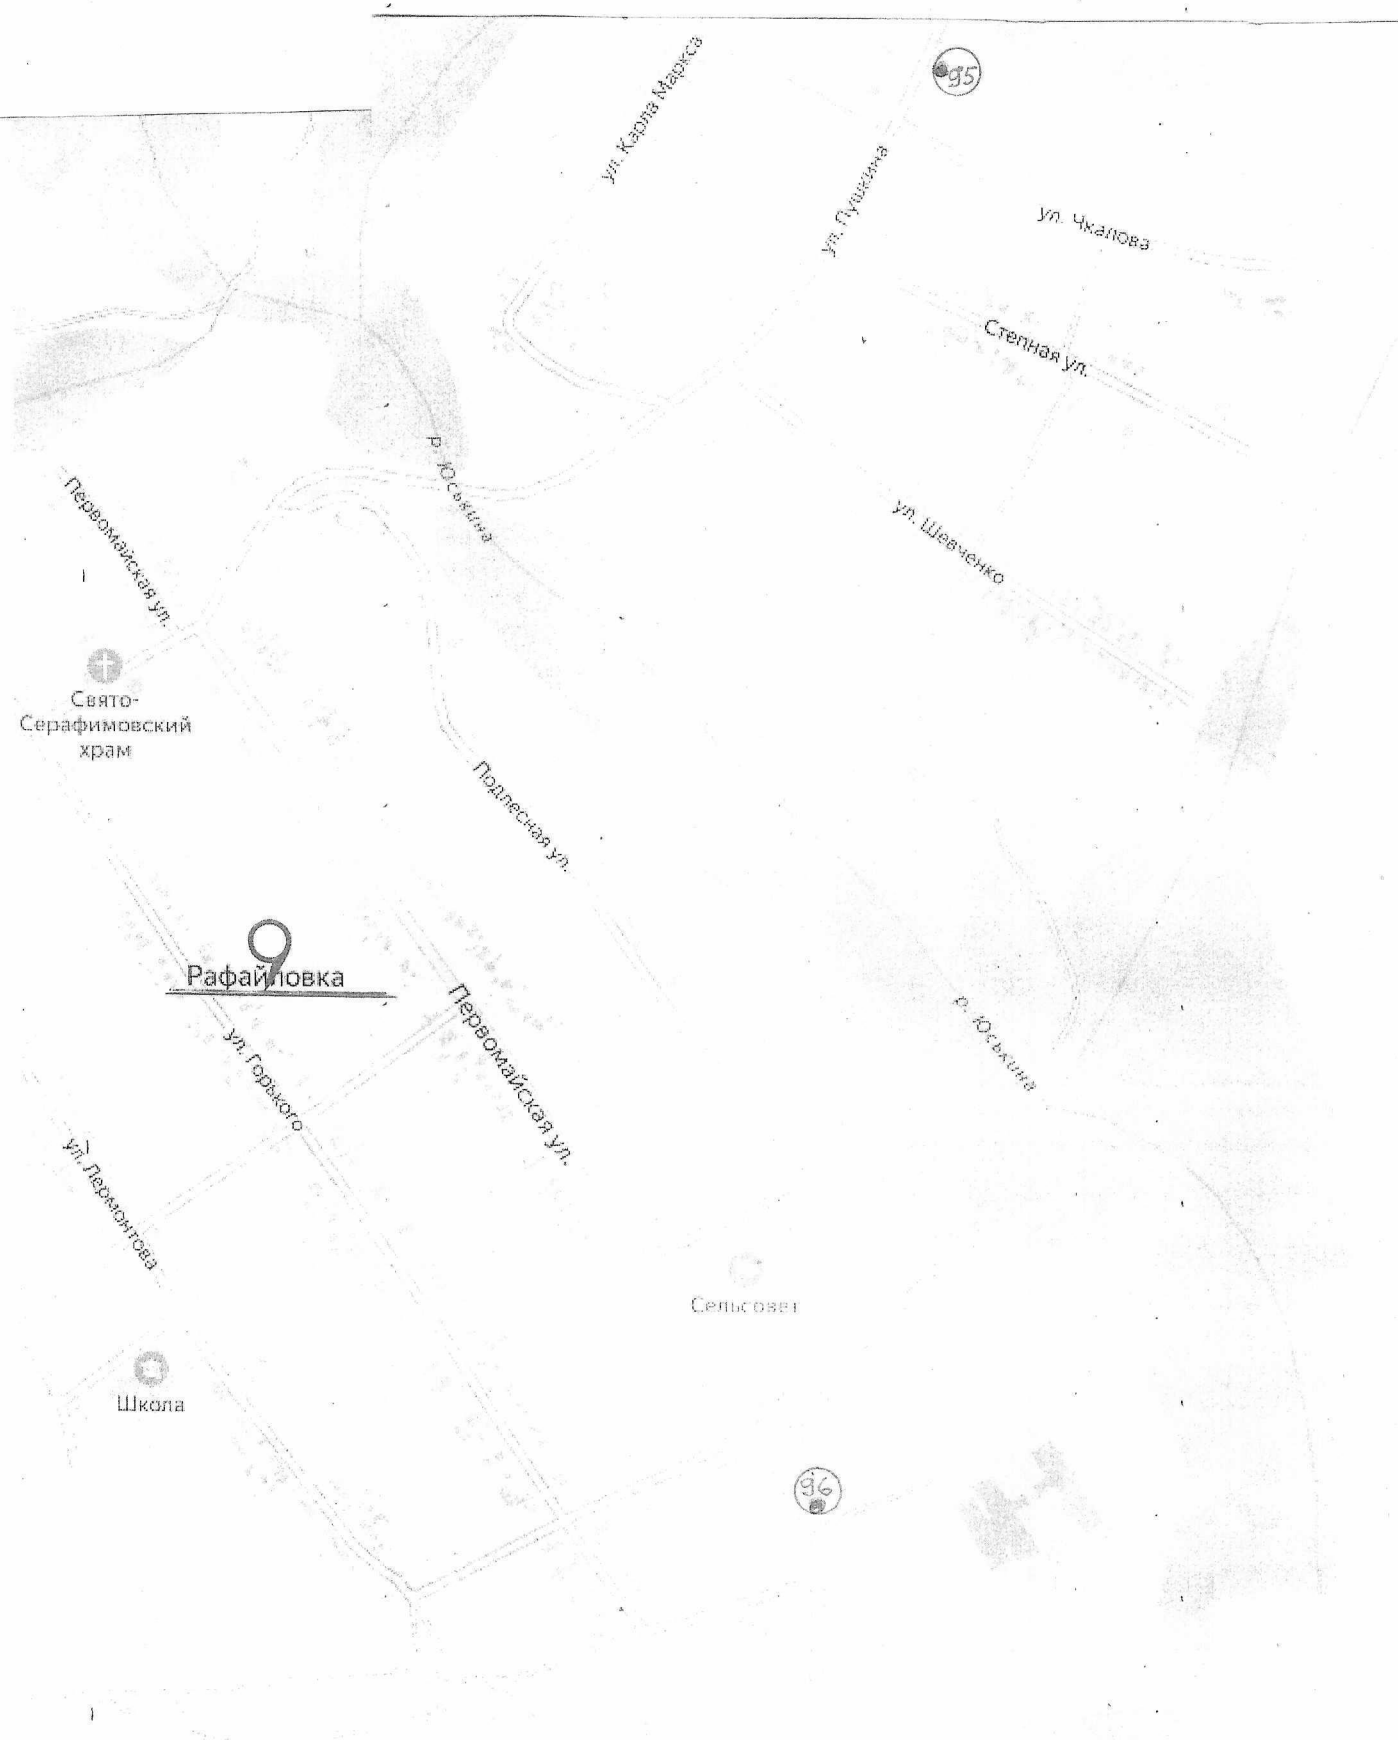 ул. Карла Маркса
95
ул. Пушкина
ул. Чкалова
Степная ул.
р. Юськина
Первомайская ул.
ул. Шевченко
Свято-
Серафимовский
храм
Подлесная ул.
9
Рафайловка
Первомайская ул.
р. Юськина
ул. Горького
ул. Лермонтова
Сельсовет
Школа
96